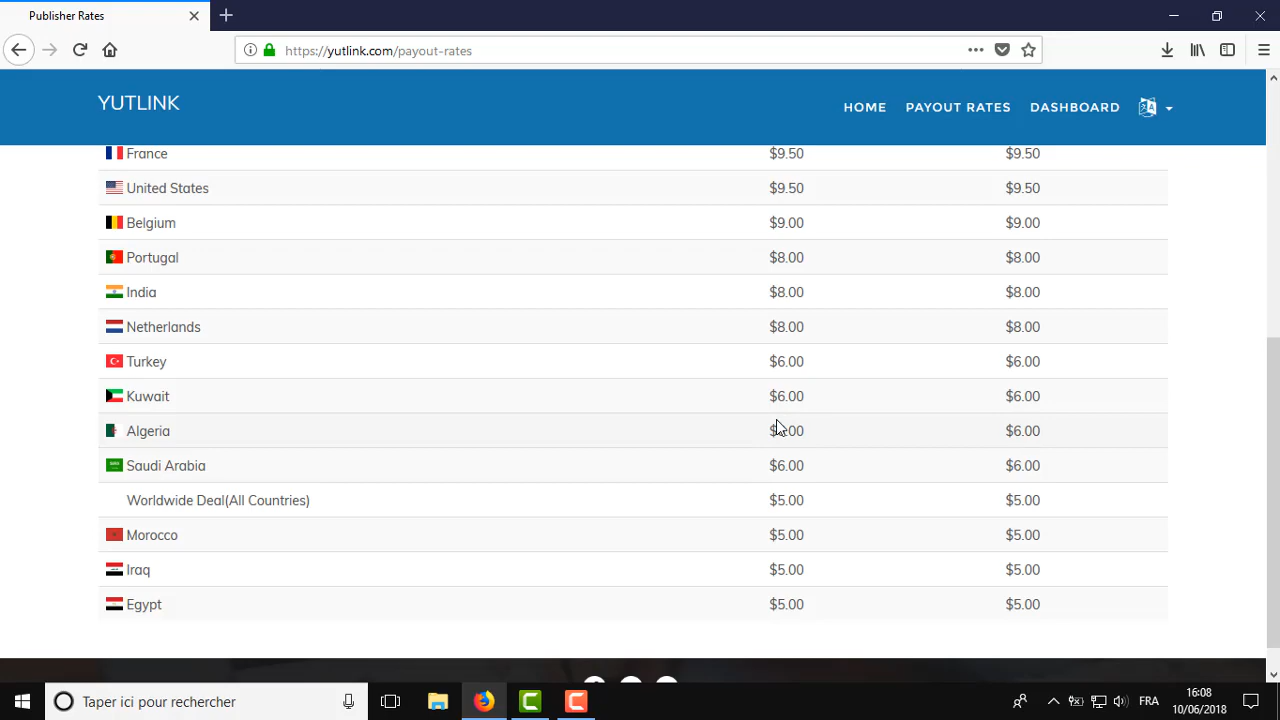 Publisher Rates
https://yutlink.com/payout-rates
YUTLINK
HOME PAYOUT RATES DASHBOARD
France $9.50 $9.50
United States $9.50 $9.50
Belgium $9.00 $9.00
Portugal $8.00 $8.00
India $8.00 $8.00
Netherlands $8.00 $8.00
Turkey $6.00 $6.00
Kuwait $6.00 $6.00
Algeria $6.00
Saudi Arabia $6.00 $6.00
Worldwide Deal(All Countries) $5.00 $5.00
Morocco $5.00 $5.00
Iraq $5.00 $5.00
Egypt $5.00 $5.00
Taper ici pour rechercher
FRA
16:08
10/06/2018